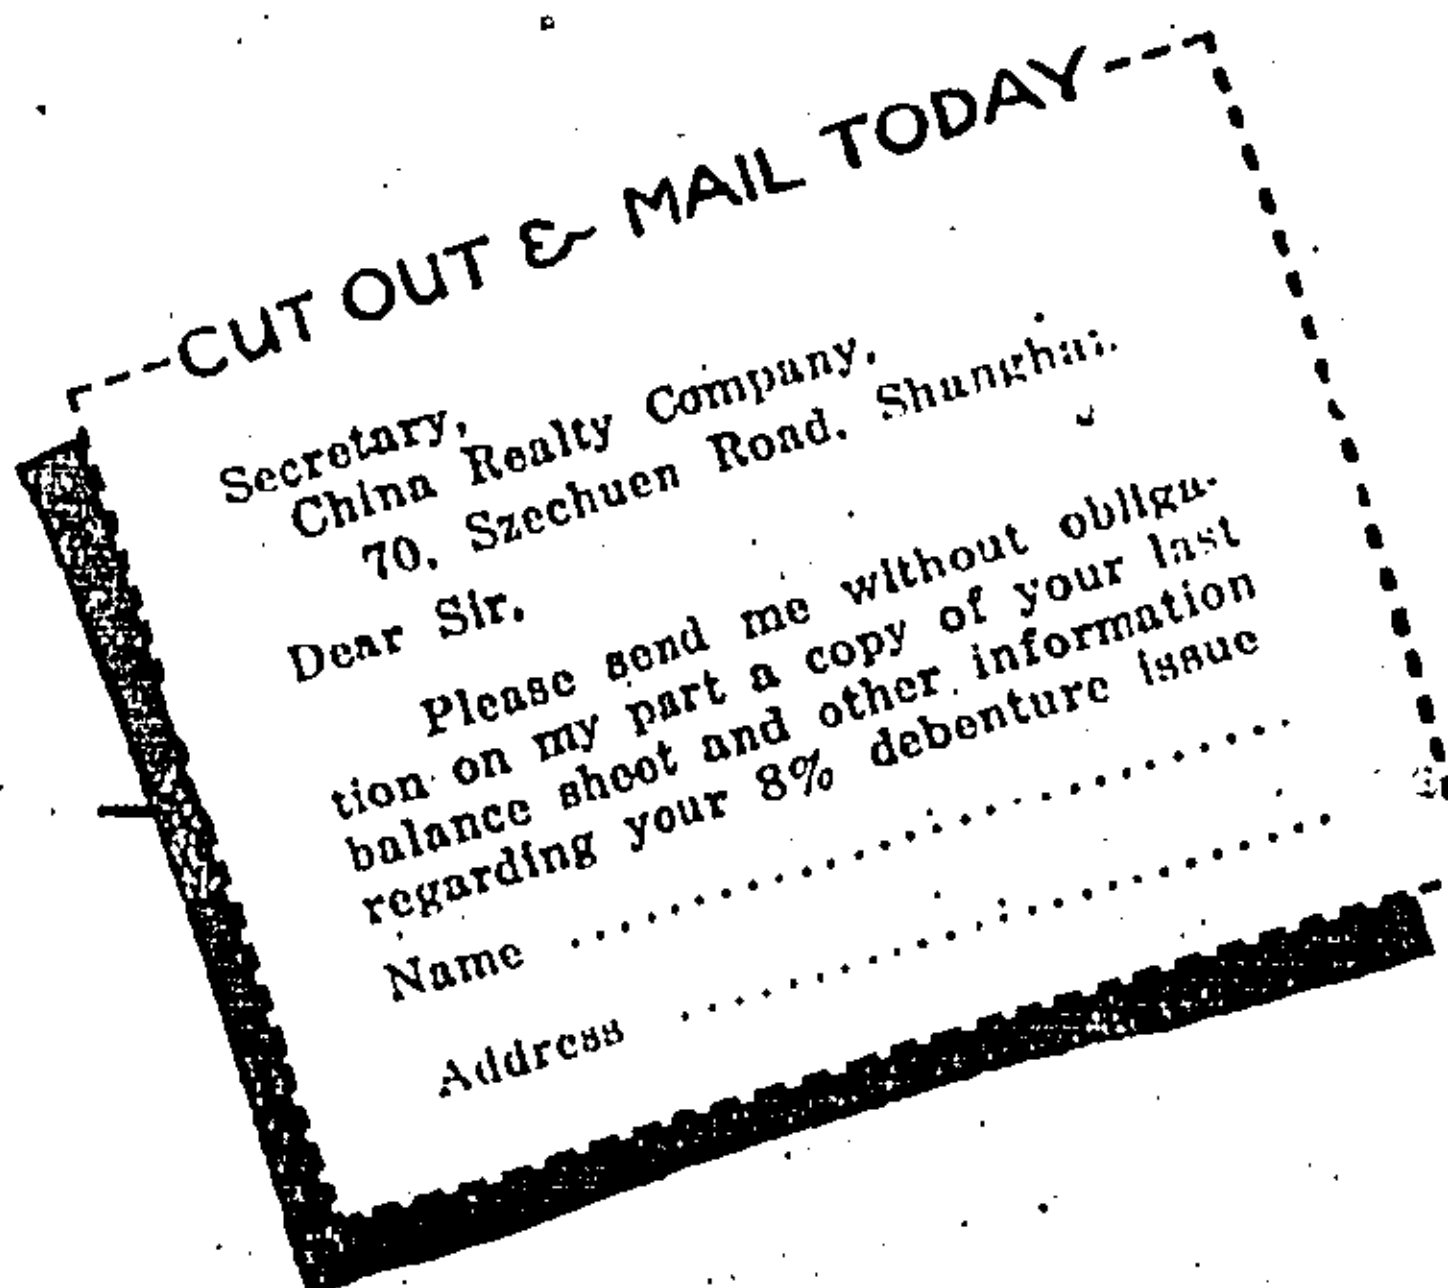 CUT OUT & MAIL TODAY
Secretary,
China Realty Company,
70, Szechuen Road, Shanghai.
Dear Sir,
Please send me without obliga-
tion on my part a copy of your last
balance sheet and other information
regarding your 8% debenture issue
Name ..............................
Address ..........................